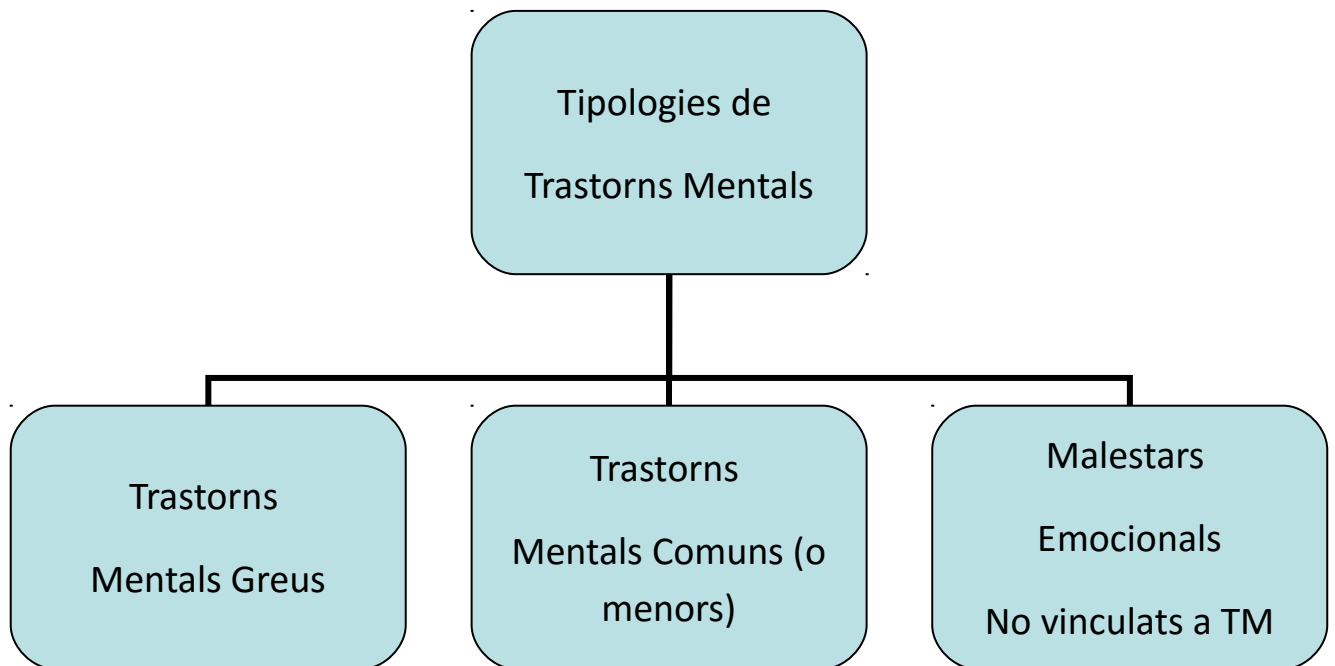 Tipologies de
Trastorns Mentals
Trastorns
Mentals Greus
Trastorns
Mentals Comuns (o
menors)
Malestars
Emocionals
No vinculats a TM